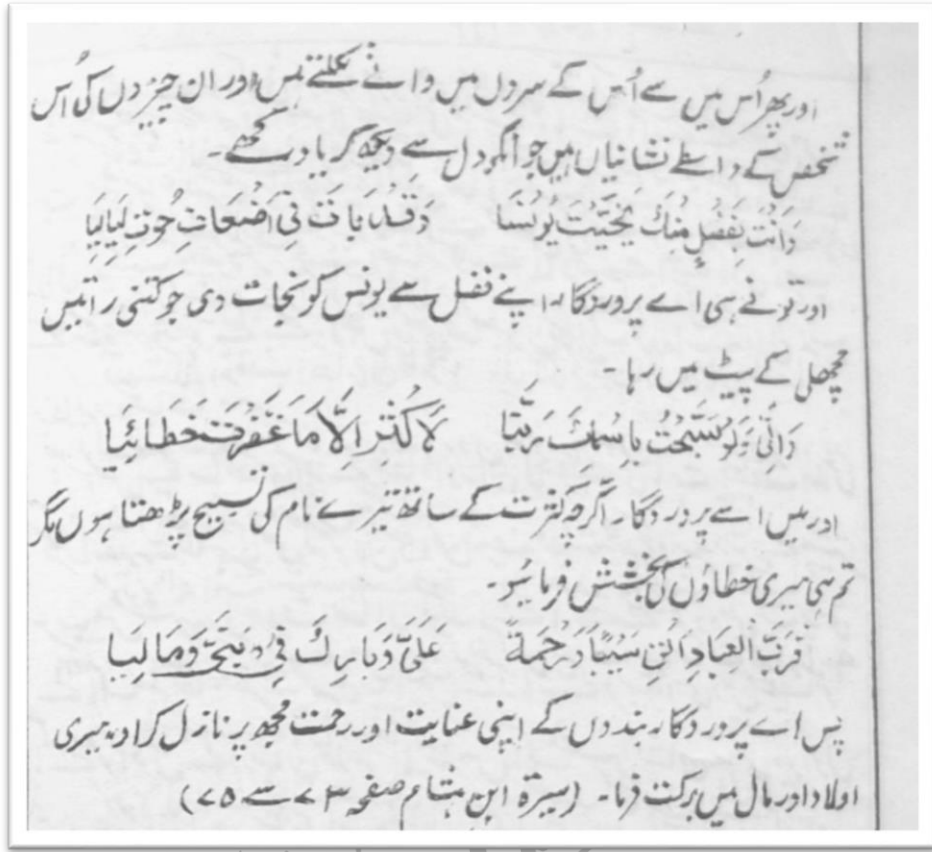 اور پھر اُس میں سے اُس کے سروں میں دانے نکلتے ہیں اور ان چیزوں کی اُس
شخص کے واسطے نشانیاں ہیں جو انکو دل سے دیکھ کر یاد رکھے۔
وَاَنْتَ بِفَضْلٍ مِنْكَ نَجَّيْتَ يُونُسًا وَقَدْ بَاتَ فِي اَضْعَافِ حُوتٍ لَيَالِيَا
اور تو نے ہی اے پروردگار اپنے فضل سے یونس کو نجات دی جو کتنی راتیں
مچھلی کے پیٹ میں رہا۔
وَاِنِّي وَلَوْ سَبَّحْتُ بِاسْمِكَ رَبَّنَا لَاَكْثَرُ اِلَّا مَا غَفَرْتَ خَطَائِيَا
اور میں اے پروردگار اگرچہ کثرت کے ساتھ تیرے نام کی تسبیح پڑھتا ہوں مگر
تم ہی میری خطاؤں کی بخشش فرمائیو۔
فَرَبَّ الْعِبَادِ اَلْقِ سَيْبًا وَرَحْمَةً عَلَيَّ وَبَارِكْ فِي بَنِيَّ وَمَالِيَا
پس اے پروردگار بندوں کے اپنی عنایت اور رحمت مجھ پر نازل کر اور میری
اولاد اور مال میں برکت فرما۔ (سیرۃ ابن ہشام صفحہ ۷۳ سے ۷۵)